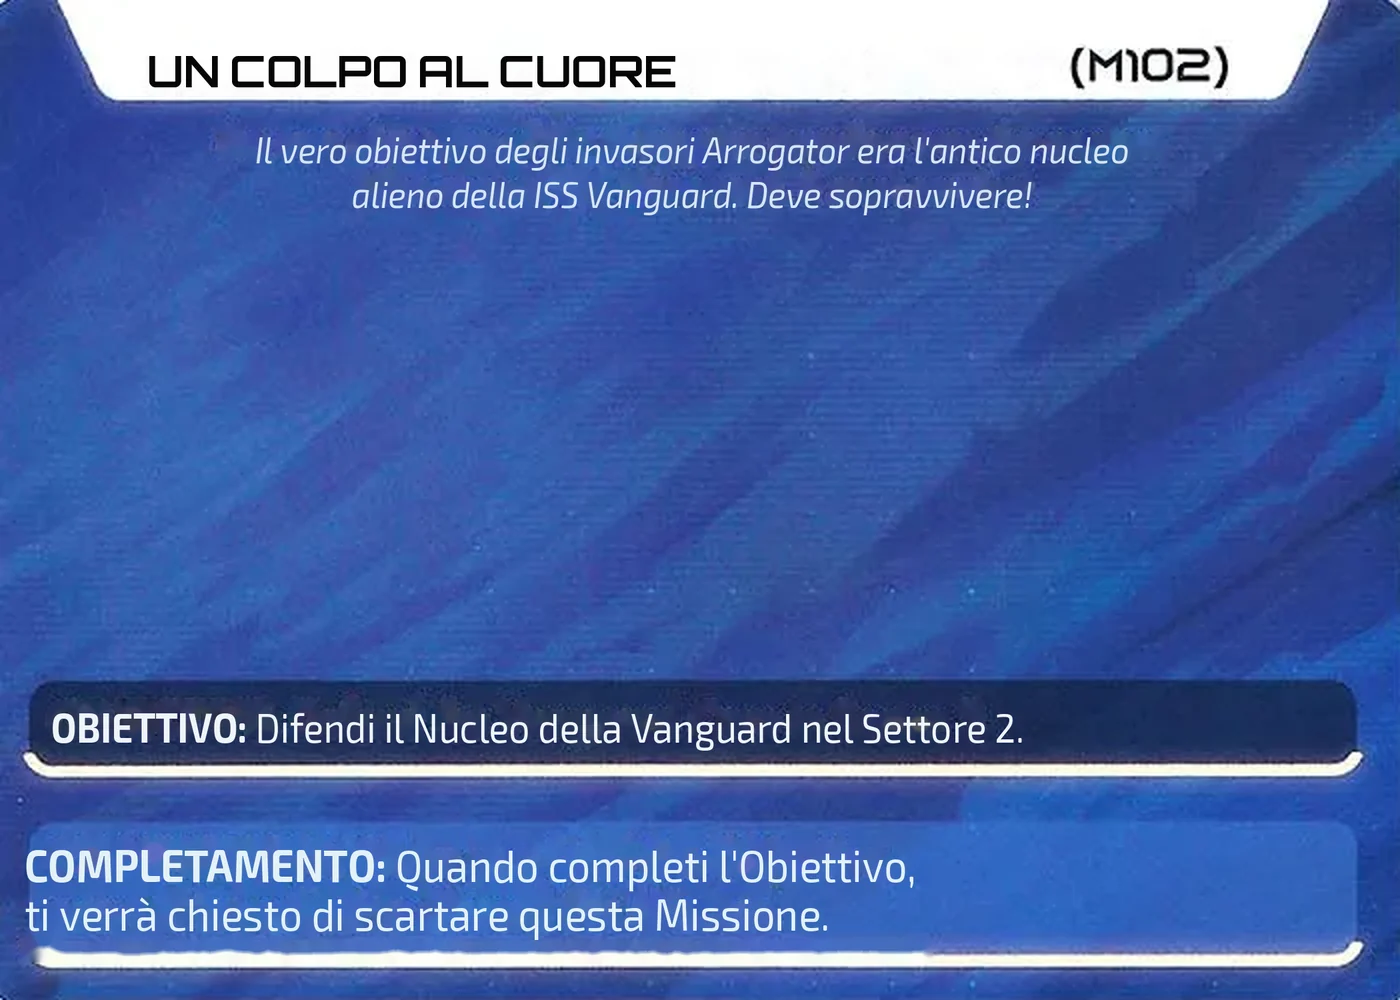 UN COLPO AL CUORE (M102)
Il vero obiettivo degli invasori Arrogator era l'antico nucleo
alieno della ISS Vanguard. Deve sopravvivere!
OBIETTIVO: Difendi il Nucleo della Vanguard nel Settore 2.
COMPLETAMENTO: Quando completi l'Obiettivo,
ti verrà chiesto di scartare questa Missione.